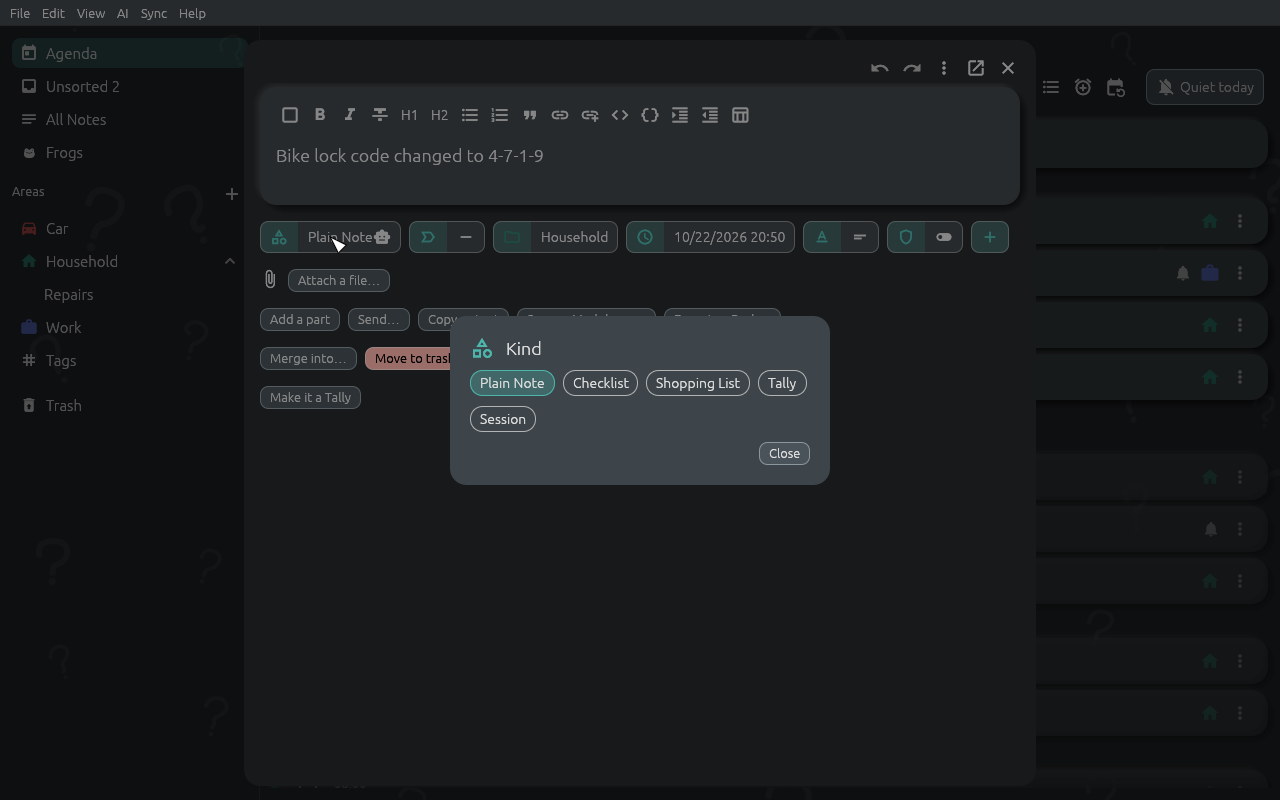 File Edit View AI Sync Help
Agenda
Unsorted 2
All Notes
Frogs
Areas
Car
Household
Repairs
Work
Tags
Trash
Quiet today
B I H1 H2
Bike lock code changed to 4-7-1-9
Plain Note Household 10/22/2026 20:50
Attach a file...
Add a part Send...
Merge into... Move to trash
Make it a Tally
Kind
Plain Note Checklist Shopping List Tally
Session
Close